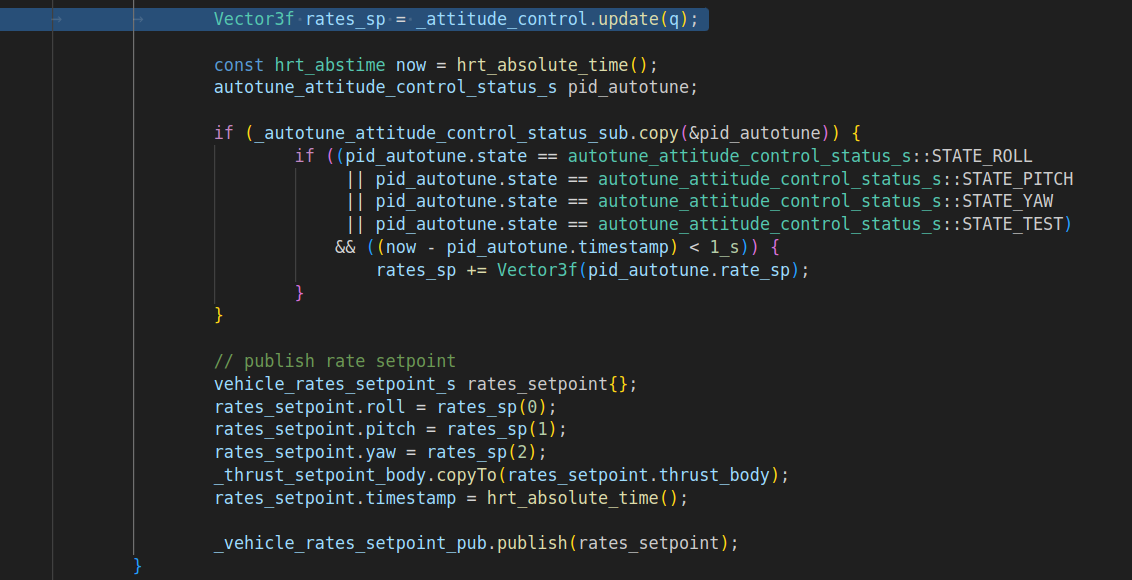 Vector3f rates_sp = _attitude_control.update(q);
const hrt_abstime now = hrt_absolute_time();
autotune_attitude_control_status_s pid_autotune;
if (_autotune_attitude_control_status_sub.copy(&pid_autotune)) {
if ((pid_autotune.state == autotune_attitude_control_status_s::STATE_ROLL
|| pid_autotune.state == autotune_attitude_control_status_s::STATE_PITCH
|| pid_autotune.state == autotune_attitude_control_status_s::STATE_YAW
|| pid_autotune.state == autotune_attitude_control_status_s::STATE_TEST)
&& ((now - pid_autotune.timestamp) < 1_s)) {
rates_sp += Vector3f(pid_autotune.rate_sp);
}
}
// publish rate setpoint
vehicle_rates_setpoint_s rates_setpoint{};
rates_setpoint.roll = rates_sp(0);
rates_setpoint.pitch = rates_sp(1);
rates_setpoint.yaw = rates_sp(2);
_thrust_setpoint_body.copyTo(rates_setpoint.thrust_body);
rates_setpoint.timestamp = hrt_absolute_time();
_vehicle_rates_setpoint_pub.publish(rates_setpoint);
}